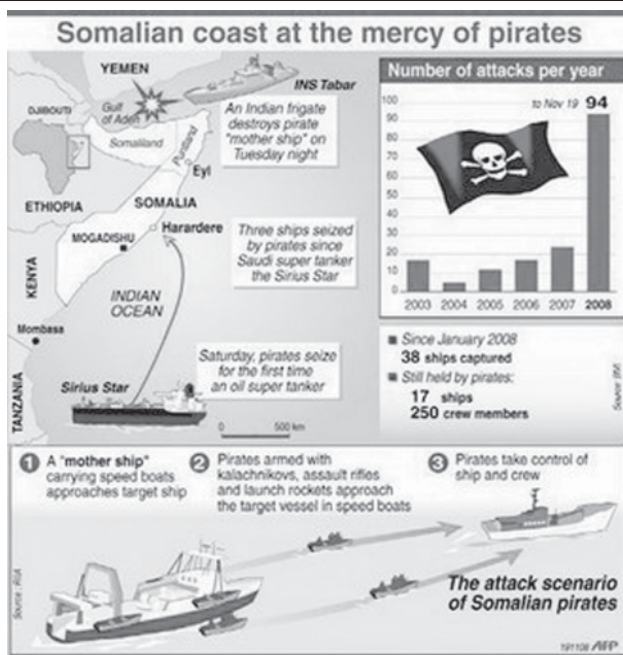 Somalian coast at the mercy of pirates
YEMEN
INS Tabar
DJIBOUTI
Gulf
of Aden
An Indian frigate
destroys pirate
"mother ship" on
Tuesday night
Somaliland
Puntland
Eyl
ETHIOPIA
SOMALIA
Harardere
MOGADISHU
Three ships seized
by pirates since
Saudi super tanker
the Sirius Star
KENYA
INDIAN
OCEAN
Mombasa
Saturday, pirates seize
for the first time
an oil super tanker
Sirius Star
TANZANIA
0 500 km
Number of attacks per year
to Nov 19 94
100
90
80
70
60
50
40
30
20
10
0
2003 2004 2005 2006 2007 2008
Since January 2008
38 ships captured
Still held by pirates:
17 ships
250 crew members
Source: IMB
1 A "mother ship"
carrying speed boats
approaches target ship
2 Pirates armed with
kalachnikovs, assault rifles
and launch rockets approach
the target vessel in speed boats
3 Pirates take control of
ship and crew
The attack scenario
of Somalian pirates
Source:
191108 AFP